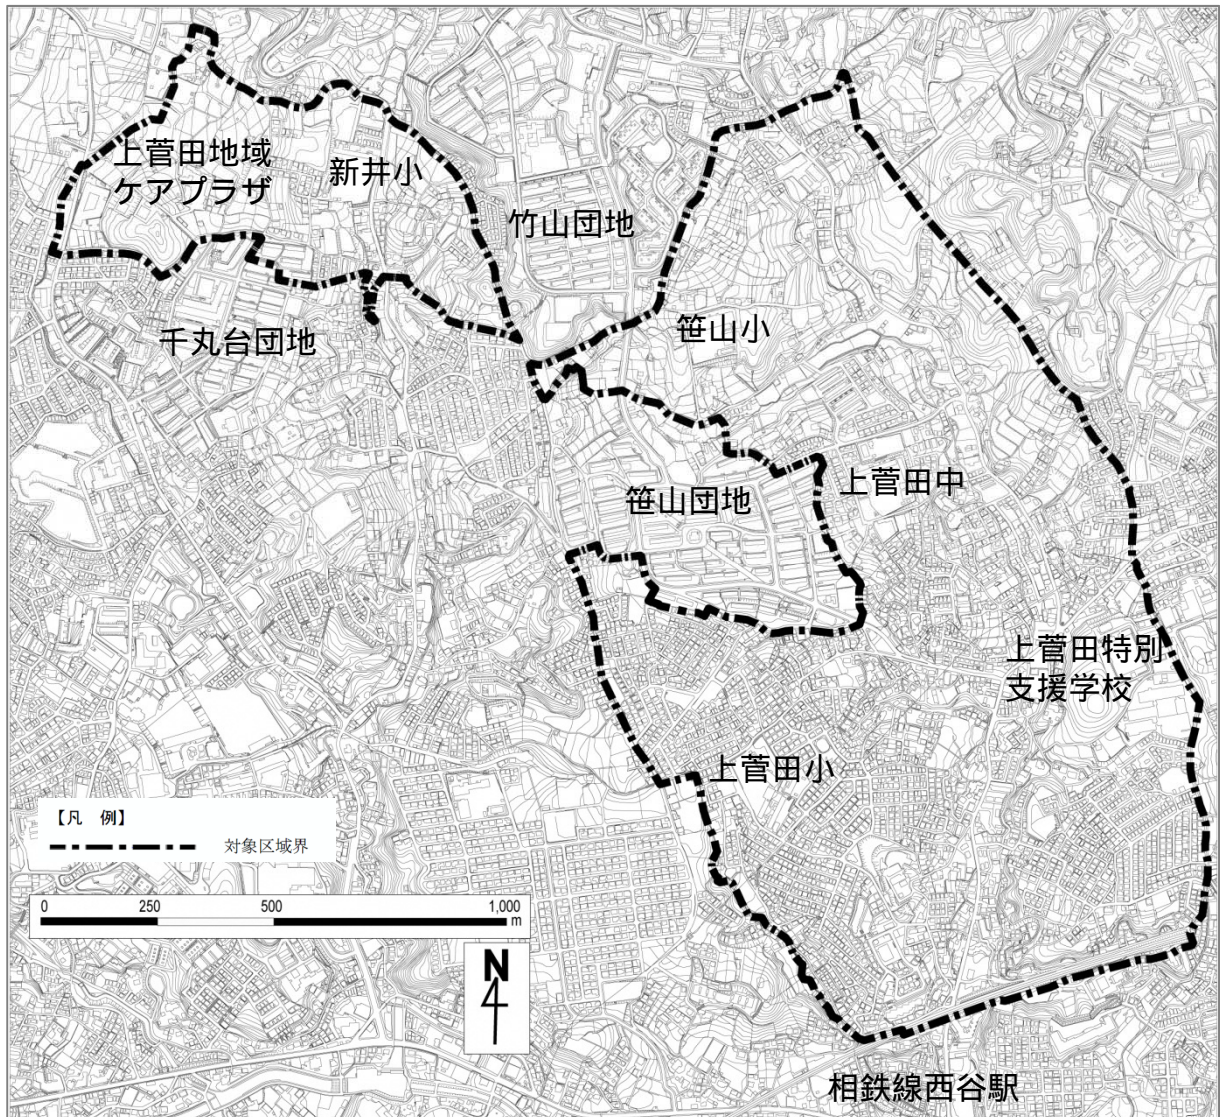 上菅田地域
ケアプラザ
新井小
竹山団地
千丸台団地
笹山小
上菅田中
笹山団地
上菅田特別
支援学校
上菅田小
【凡　例】
対象区域界
0 250 500 1,000
m
N
相鉄線西谷駅